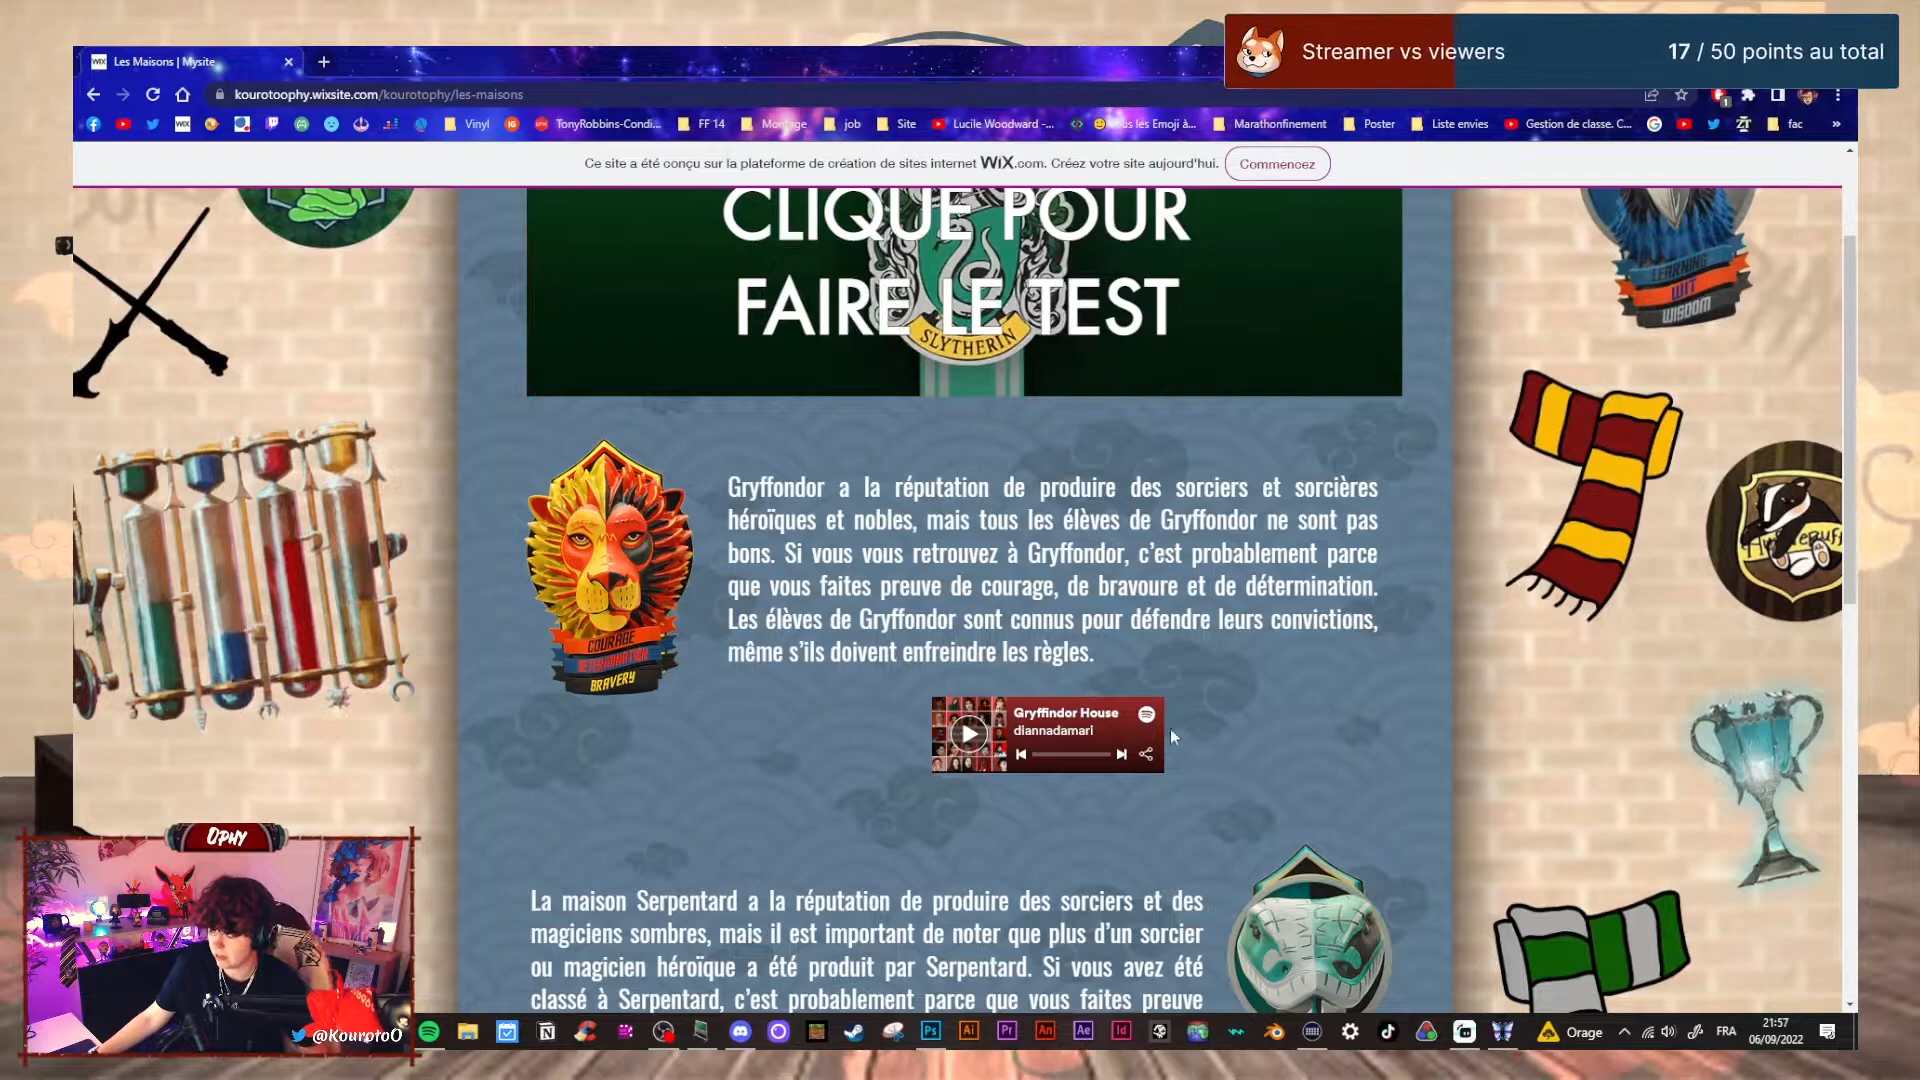 Streamer vs viewers
17 / 50 points au total
Les Maisons | Mysite
kourotoophy.wixsite.com/kourotophy/les-maisons
Vinyl
TonyRobbins-Condi...
FF 14
Montage
job
Site
Lucile Woodward -...
us les Emoji à...
Marathonfinement
Poster
Liste envies
Gestion de classe. C...
fac
Ce site a été conçu sur la plateforme de création de sites internet WiX.com. Créez votre site aujourd'hui.
Commencez
CLIQUE POUR
FAIRE LE TEST
SLYTHERIN
LEARNING
WIT
WISDOM
Gryffondor a la réputation de produire des sorciers et sorcières
héroïques et nobles, mais tous les élèves de Gryffondor ne sont pas
bons. Si vous vous retrouvez à Gryffondor, c'est probablement parce
que vous faites preuve de courage, de bravoure et de détermination.
Les élèves de Gryffondor sont connus pour défendre leurs convictions,
même s'ils doivent enfreindre les règles.
COURAGE
DETERMINATION
BRAVERY
Gryffindor House
diannadamari
La maison Serpentard a la réputation de produire des sorciers et des
magiciens sombres, mais il est important de noter que plus d'un sorcier
ou magicien héroïque a été produit par Serpentard. Si vous avez été
classé à Serpentard, c'est probablement parce que vous faites preuve
OPHY
@KourotoO
Orage
FRA
21:57
06/09/2022